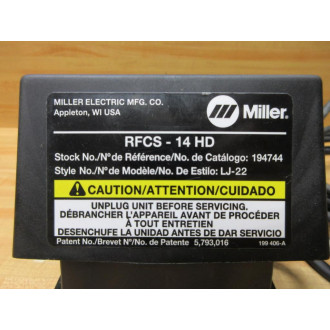 MILLER ELECTRIC MFG. CO.
Appleton, WI USA
Miller
RFCS - 14 HD
Stock No./N° de Référence/No. de Catálogo: 194744
Style No./N° de Modèle/No. De Estilo: LJ-22
CAUTION/ATTENTION/CUIDADO
UNPLUG UNIT BEFORE SERVICING.
DÉBRANCHER L'APPAREIL AVANT DE PROCÉDER
À TOUT ENTRETIEN
DESENCHUFE LA UNIDAD ANTES DE DAR SERVICIO
Patent No./Brevet N°/No. de Patente 5,793,016
199 406-A